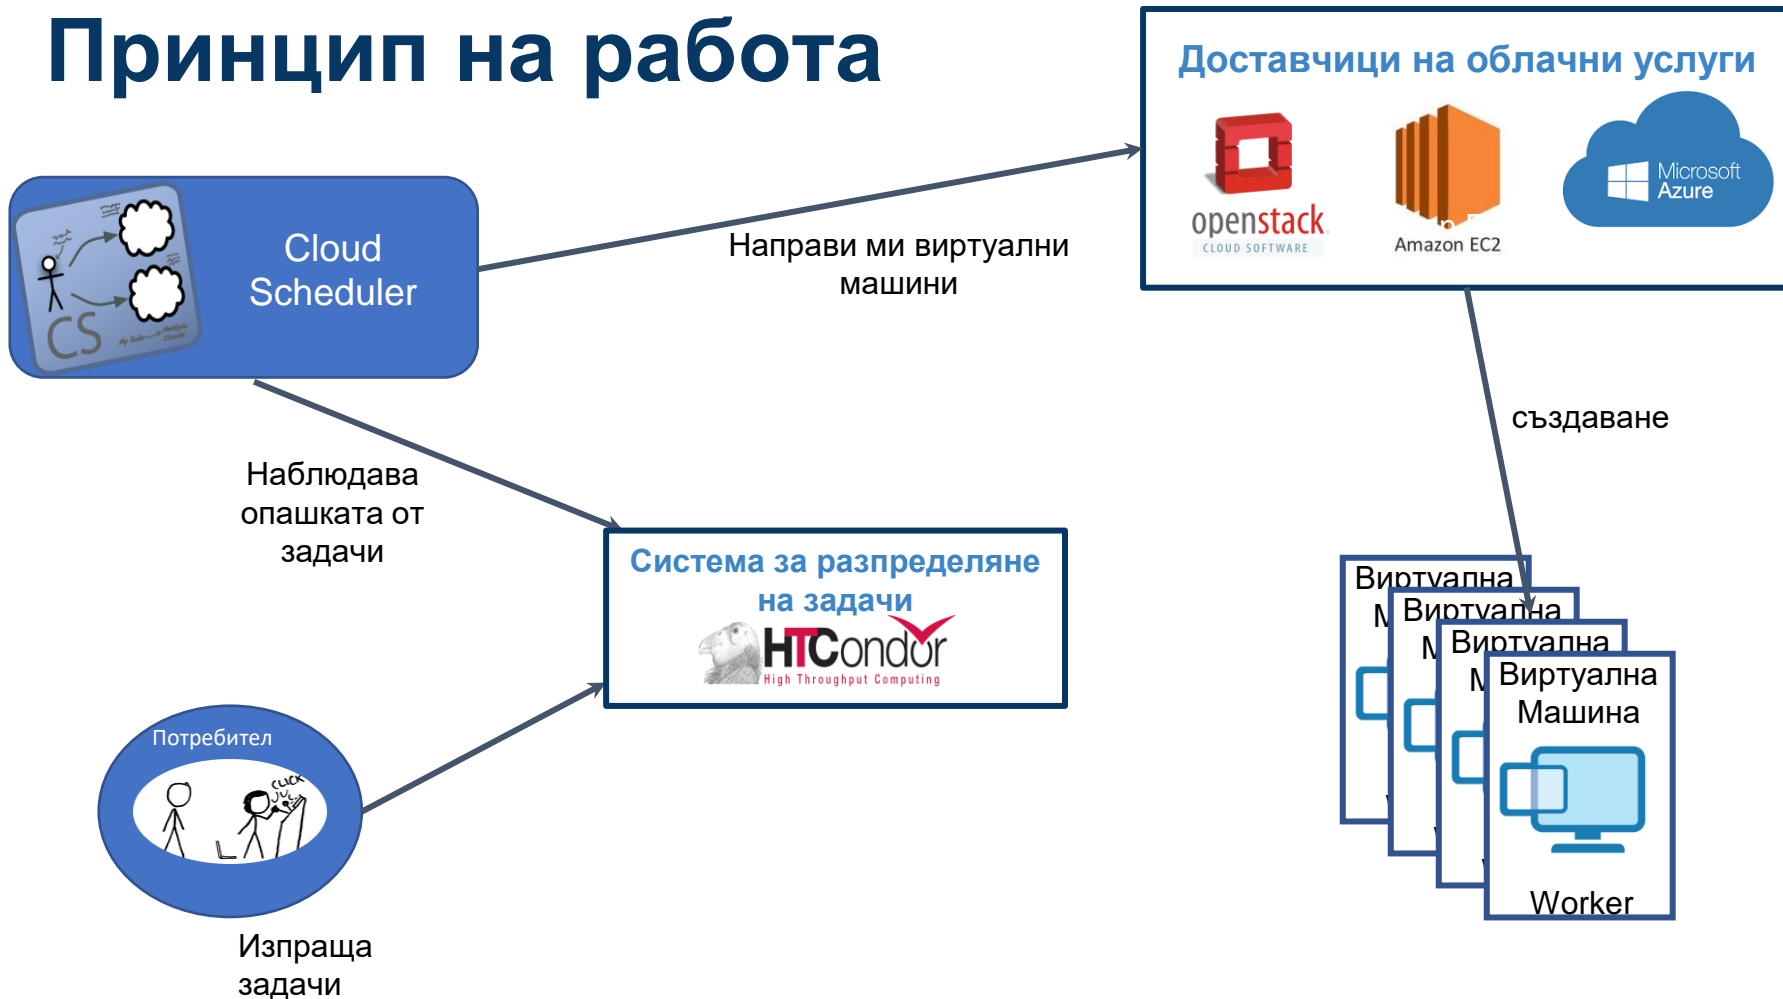 Принцип на работа
Доставчици на облачни услуги
openstack
CLOUD SOFTWARE
Amazon EC2
Microsoft
Azure
CS
Cloud
Scheduler
Направи ми виртуални
машини
създаване
Наблюдава
опашката от
задачи
Система за разпределяне
на задачи
HTCondor
High Throughput Computing
Виртуална
Виртуална
Виртуална
Виртуална
Машина
Worker
Потребител
CLICK
Изпраща
задачи